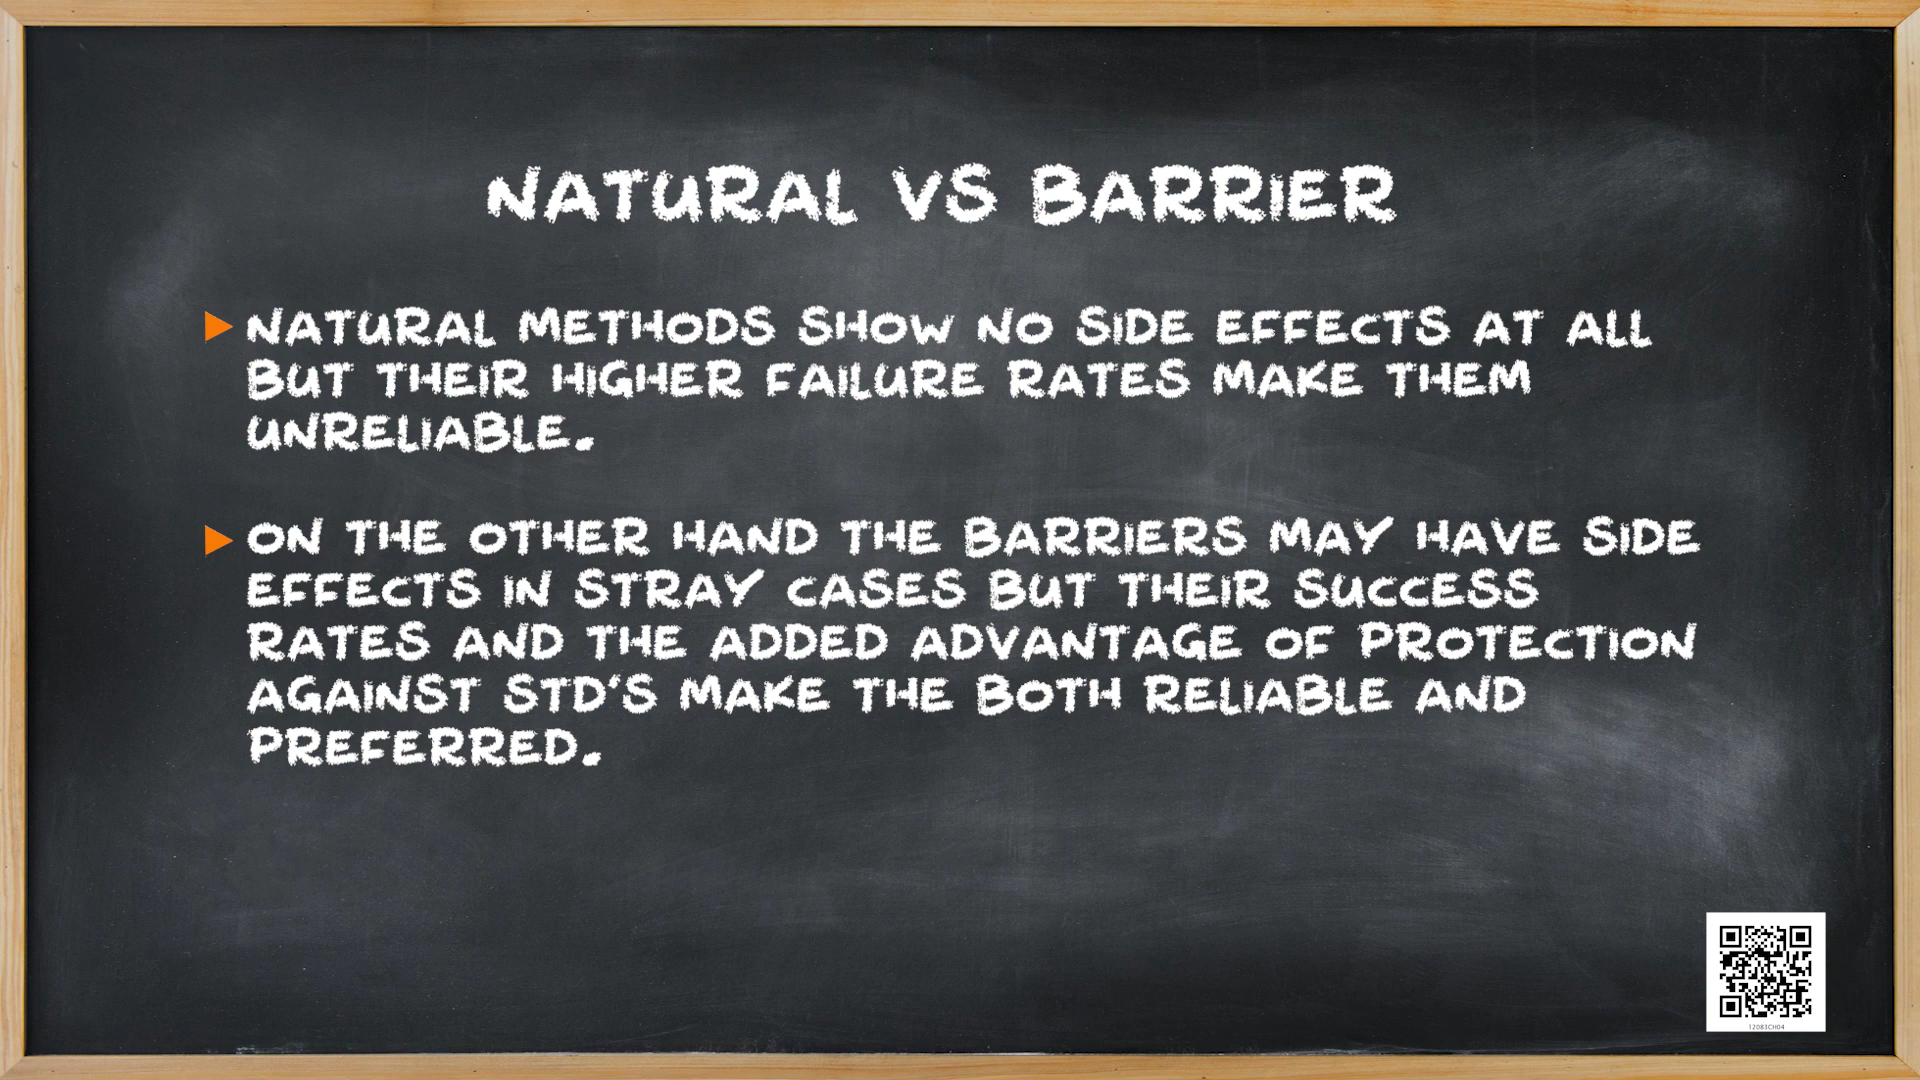 NATURAL VS BARRIER
NATURAL METHODS SHOW NO SIDE EFFECTS AT ALL
BUT THEIR HIGHER FAILURE RATES MAKE THEM
UNRELIABLE.
ON THE OTHER HAND THE BARRIERS MAY HAVE SIDE
EFFECTS IN STRAY CASES BUT THEIR SUCCESS
RATES AND THE ADDED ADVANTAGE OF PROTECTION
AGAINST STD'S MAKE THE BOTH RELIABLE AND
PREFERRED.
12083CH04